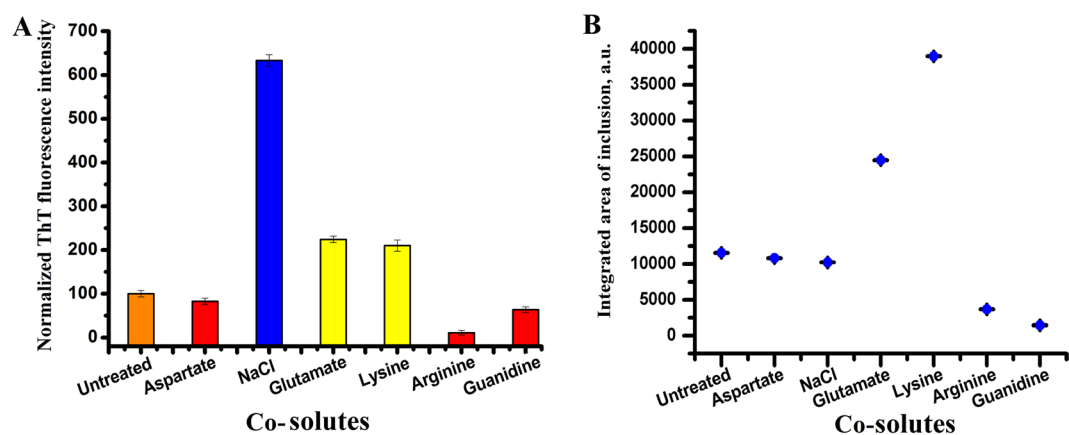 A
Normalized ThT fluorescence intensity
700
600
500
400
300
200
100
0
Untreated
Aspartate
NaCl
Glutamate
Lysine
Arginine
Guanidine
Co-solutes
B
Integrated area of inclusion, a.u.
40000
35000
30000
25000
20000
15000
10000
5000
0
Untreated
Aspartate
NaCl
Glutamate
Lysine
Arginine
Guanidine
Co-solutes